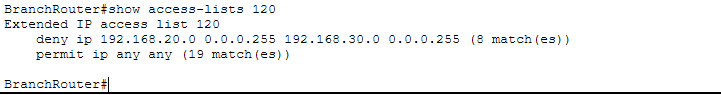 BranchRouter#show access-lists 120
Extended IP access list 120
deny ip 192.168.20.0 0.0.0.255 192.168.30.0 0.0.0.255 (8 match(es))
permit ip any any (19 match(es))
BranchRouter#